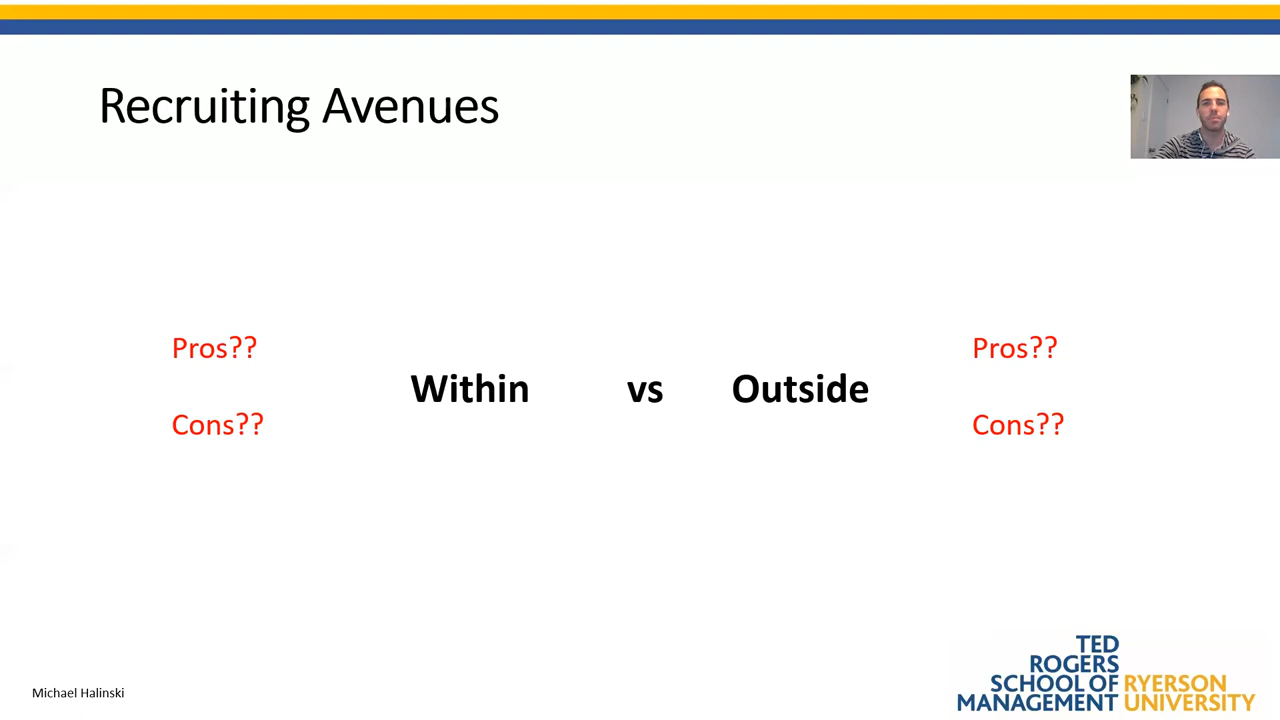 Recruiting Avenues
Pros??
Cons??
Within vs Outside
Pros??
Cons??
Michael Halinski
TED
ROGERS
SCHOOL OF RYERSON
MANAGEMENT UNIVERSITY